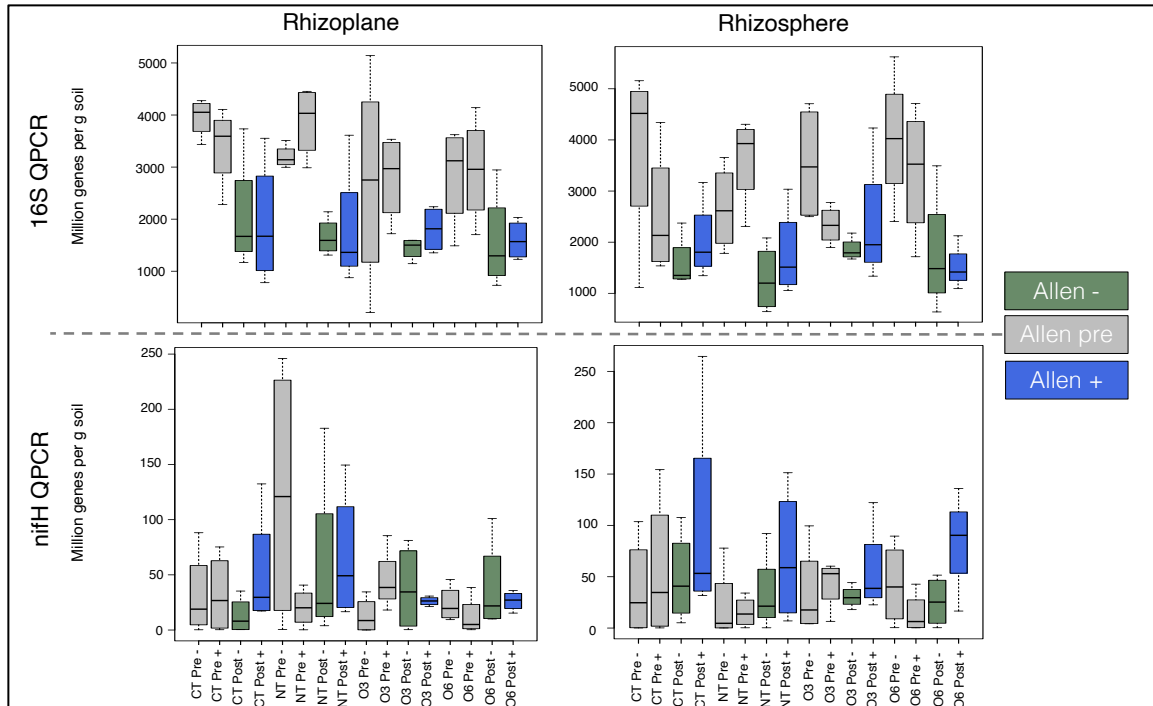 Rhizoplane
Rhizosphere
16S QPCR
Million genes per g soil
5000
4000
3000
2000
1000
5000
4000
3000
2000
1000
Allen -
Allen pre
Allen +
nifH QPCR
Million genes per g soil
250
200
150
100
50
0
250
200
150
100
50
0
CT Pre -
CT Pre +
CT Post -
CT Post +
NT Pre -
NT Pre +
NT Post -
NT Post +
O3 Pre -
O3 Pre +
O3 Post -
O3 Post +
O6 Pre -
O6 Pre +
O6 Post -
O6 Post +
CT Pre -
CT Pre +
CT Post -
CT Post +
NT Pre -
NT Pre +
NT Post -
NT Post +
O3 Pre -
O3 Pre +
O3 Post -
O3 Post +
O6 Pre -
O6 Pre +
O6 Post -
O6 Post +